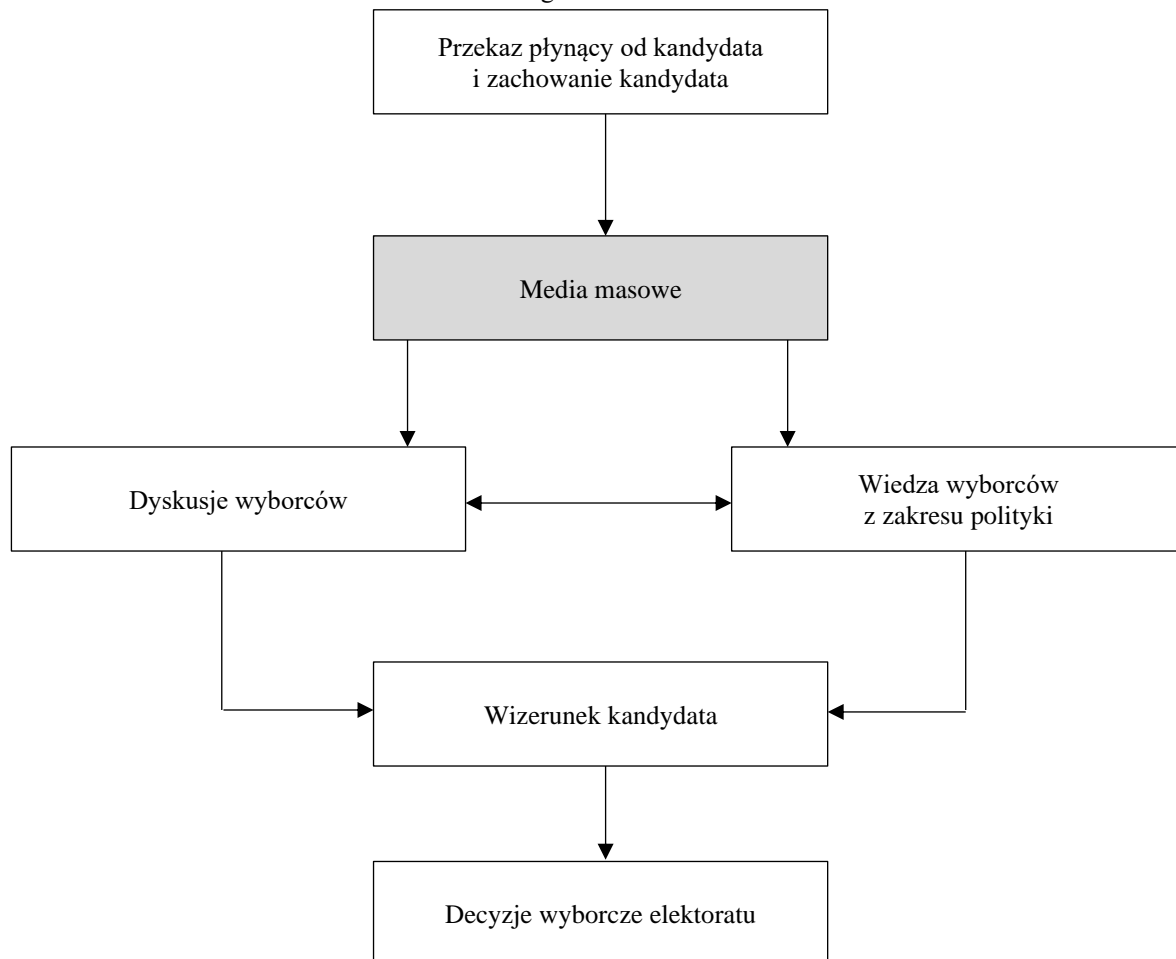 Przekaz płynący od kandydata
i zachowanie kandydata
Media masowe
Dyskusje wyborców
Wiedza wyborców
z zakresu polityki
Wizerunek kandydata
Decyzje wyborcze elektoratu